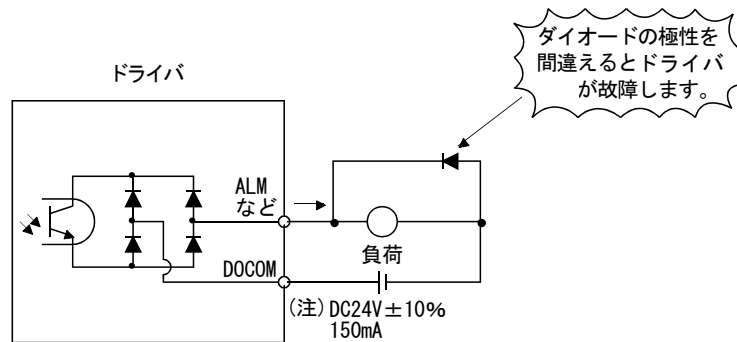 ダイオードの極性を
間違えるとドライバ
が故障します。
ドライバ
ALM
など
負荷
DOCOM
(注) DC24V±10%
150mA